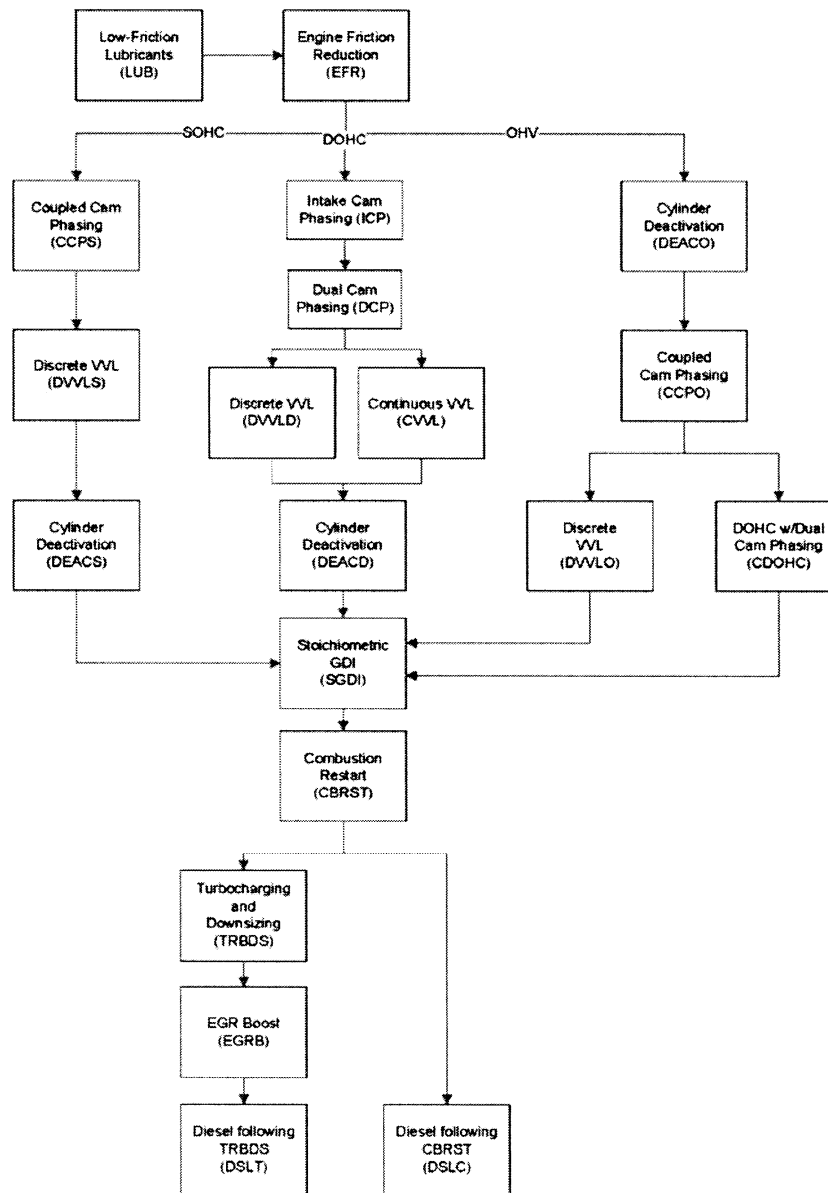 Low-Friction
Lubricants
(LUB)
Engine Friction
Reduction
(EFR)
SOHC
DOHC
OHV
Coupled Cam
Phasing
(CCPS)
Intake Cam
Phasing (ICP)
Cylinder
Deactivation
(DEACO)
Dual Cam
Phasing (DCP)
Discrete VVL
(DVVLS)
Discrete VVL
(DVVLD)
Continuous VVL
(CVVL)
Coupled
Cam Phasing
(CCPO)
Cylinder
Deactivation
(DEACS)
Cylinder
Deactivation
(DEACD)
Discrete
VVL
(DVVLO)
DOHC w/Dual
Cam Phasing
(CDOHC)
Stoichiometric
GDI
(SGDI)
Combustion
Restart
(CBRST)
Turbocharging
and
Downsizing
(TRBDS)
EGR Boost
(EGRB)
Diesel following
TRBDS
(DSLT)
Diesel following
CBRST
(DSLC)